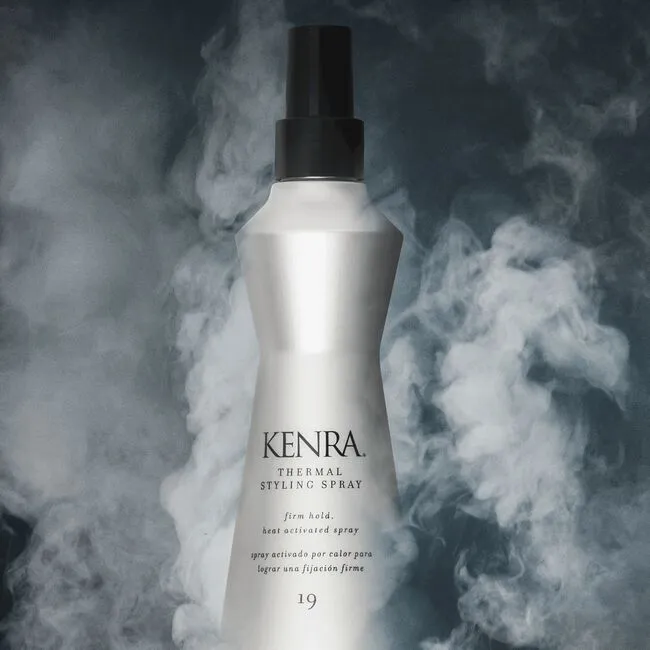 KENRA®
THERMAL
STYLING SPRAY
firm hold,
heat activated spray
spray activado por calor para
lograr una fijación firme
19